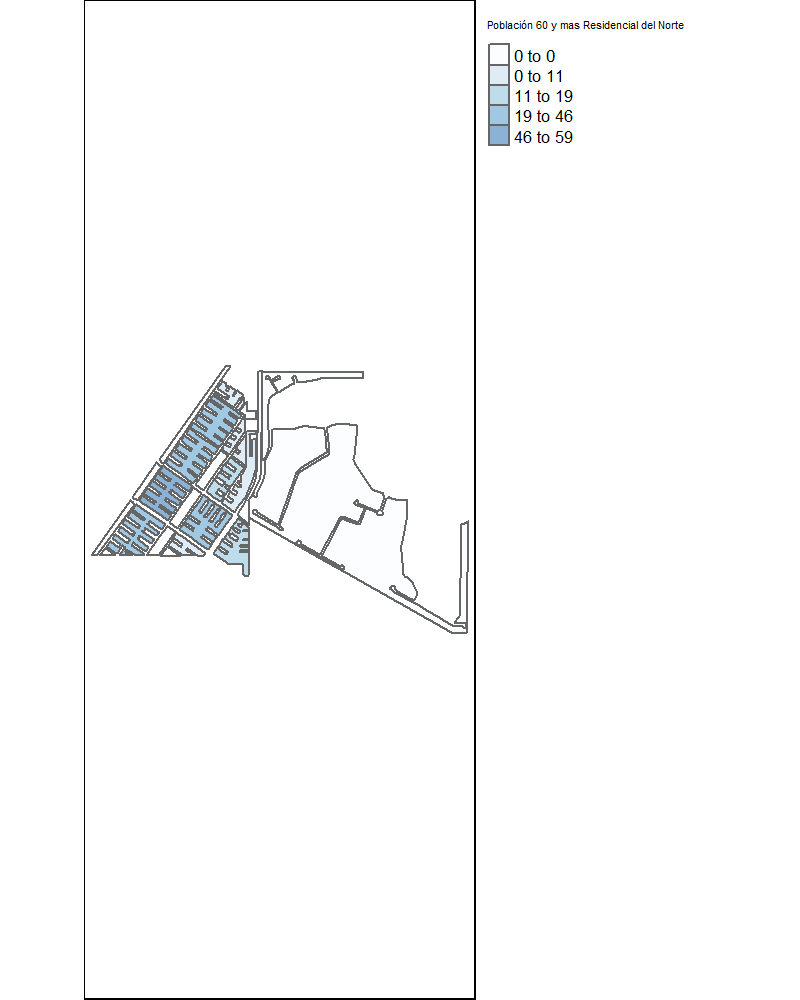 Población 60 y mas Residencial del Norte
0 to 0
0 to 11
11 to 19
19 to 46
46 to 59